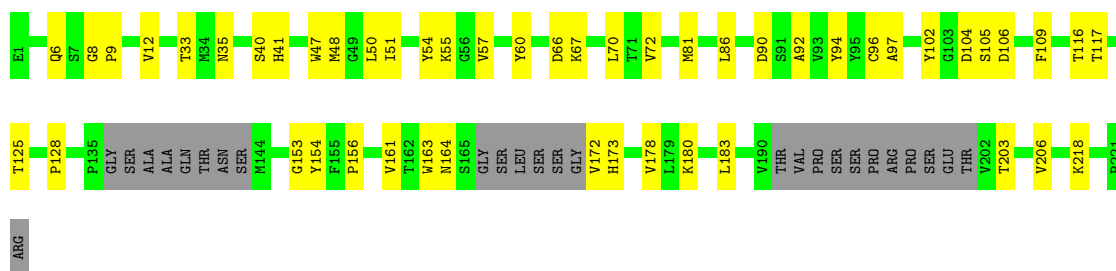 E1 Q6 S7 G8 P9 V12 T33 M34 N35 S40 H41 W47 M48 G49 L50 I51 Y54 K55 G56 V57 Y60 D66 K67 L70 T71 V72 M81 L86 D90 S91 A92 V93 Y94 Y95 C96 A97 Y102 G103 D104 S105 D106 F109 T116 T117
T125 P128 P135 GLY SER ALA ALA GLN THR ASN SER M144 G153 Y154 F155 P156 V161 T162 W163 N164 S165 GLY SER LEU SER SER GLY V172 H173 V178 L179 K180 L183 V190 THR VAL PRO SER SER PRO ARG PRO SER GLU THR V202 T203 V206 K218
ARG